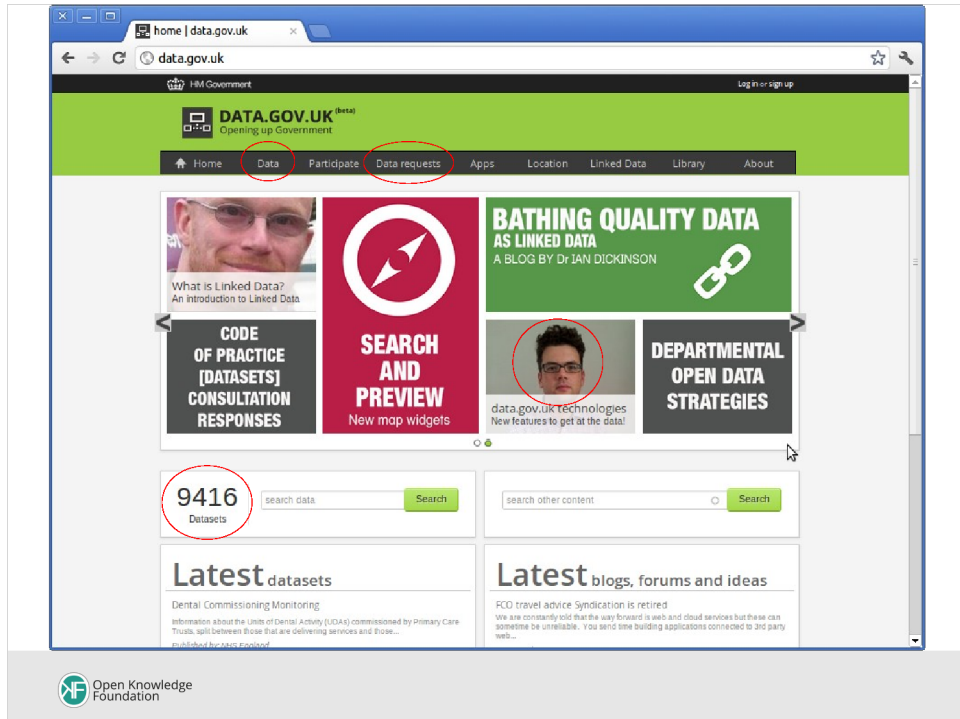 home | data.gov.uk
data.gov.uk
HM Government
Log in or sign up
DATA.GOV.UK (beta)
Opening up Government
Home Data Participate Data requests Apps Location Linked Data Library About
What is Linked Data?
An introduction to Linked Data
SEARCH
AND
PREVIEW
New map widgets
BATHING QUALITY DATA
AS LINKED DATA
A BLOG BY Dr IAN DICKINSON
CODE
OF PRACTICE
[DATASETS]
CONSULTATION
RESPONSES
data.gov.uk technologies
New features to get at the data!
DEPARTMENTAL
OPEN DATA
STRATEGIES
9416
Datasets
search data
Search
search other content
Search
Latest datasets
Dental Commissioning Monitoring
Information about the Units of Dental Activity (UDAs) commissioned by Primary Care
Trusts, split between those that are delivering services and those...
Published by: NHS England
Latest blogs, forums and ideas
FCO travel advice Syndication is retired
We are constantly told that the way forward is web and cloud services but these can
sometime be unreliable. You send time building applications connected to 3rd party
web...
Open Knowledge
Foundation